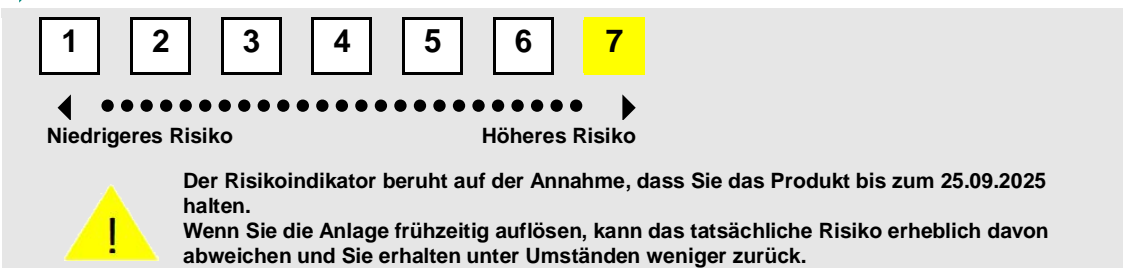 1 2 3 4 5 6 7
Niedrigeres Risiko Höheres Risiko
Der Risikoindikator beruht auf der Annahme, dass Sie das Produkt bis zum 25.09.2025
halten.
! Wenn Sie die Anlage frühzeitig auflösen, kann das tatsächliche Risiko erheblich davon
abweichen und Sie erhalten unter Umständen weniger zurück.